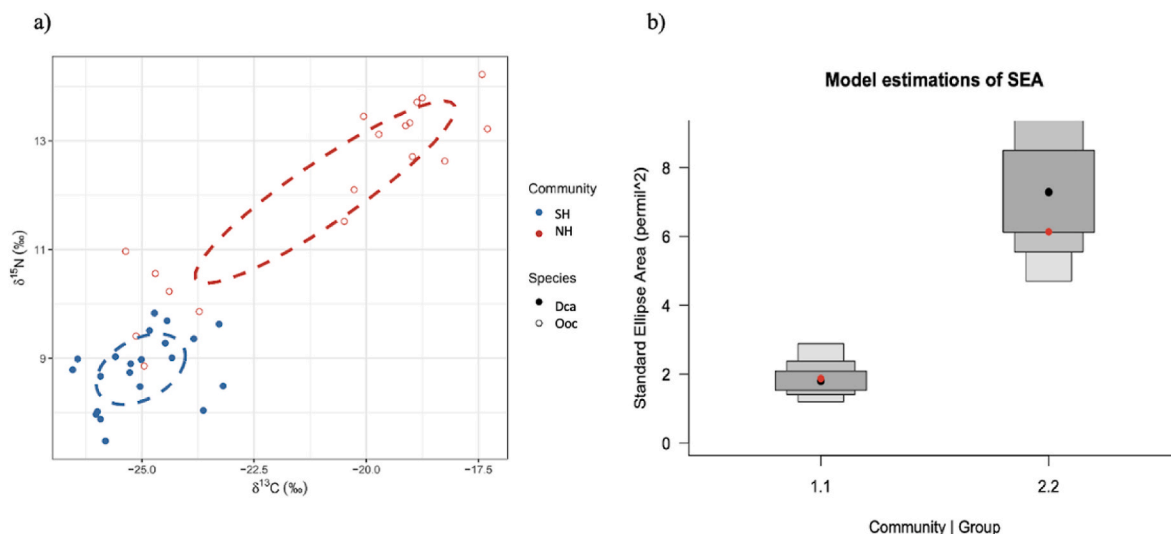 a)
13
11
9
δ15N (‰)
−25.0
−22.5
−20.0
−17.5
δ13C (‰)
Community
SH
NH
Species
Dca
Ooc
b)
Model estimations of SEA
Standard Ellipse Area (permil^2)
8
6
4
2
0
1.1
2.2
Community | Group